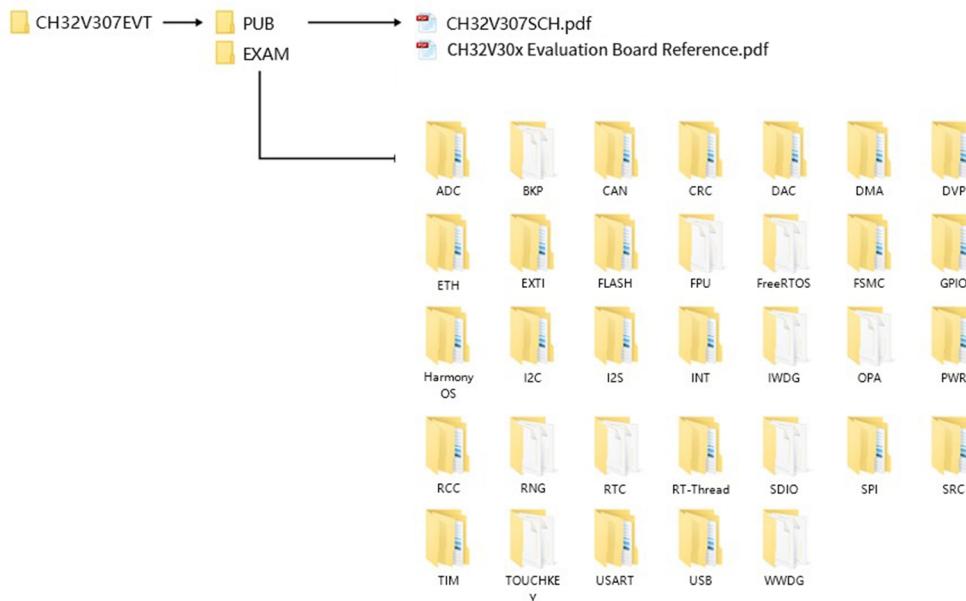 CH32V307EVT
PUB
CH32V307SCH.pdf
EXAM
CH32V30x Evaluation Board Reference.pdf
ADC
BKP
CAN
CRC
DAC
DMA
DVP
ETH
EXTI
FLASH
FPU
FreeRTOS
FSMC
GPIO
Harmony
OS
I2C
I2S
INT
IWDG
OPA
PWR
RCC
RNG
RTC
RT-Thread
SDIO
SPI
SRC
TIM
TOUCHKE
Y
USART
USB
WWDG